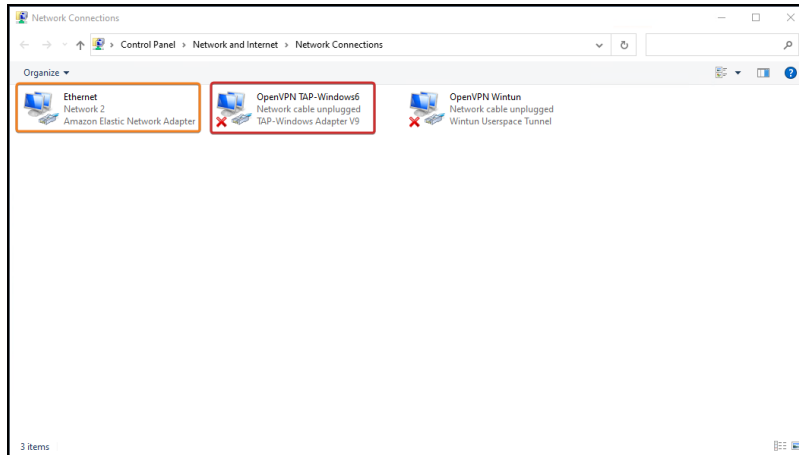 Network Connections
Control Panel › Network and Internet › Network Connections
Organize
Ethernet
Network 2
Amazon Elastic Network Adapter
OpenVPN TAP-Windows6
Network cable unplugged
TAP-Windows Adapter V9
OpenVPN Wintun
Network cable unplugged
Wintun Userspace Tunnel
3 items